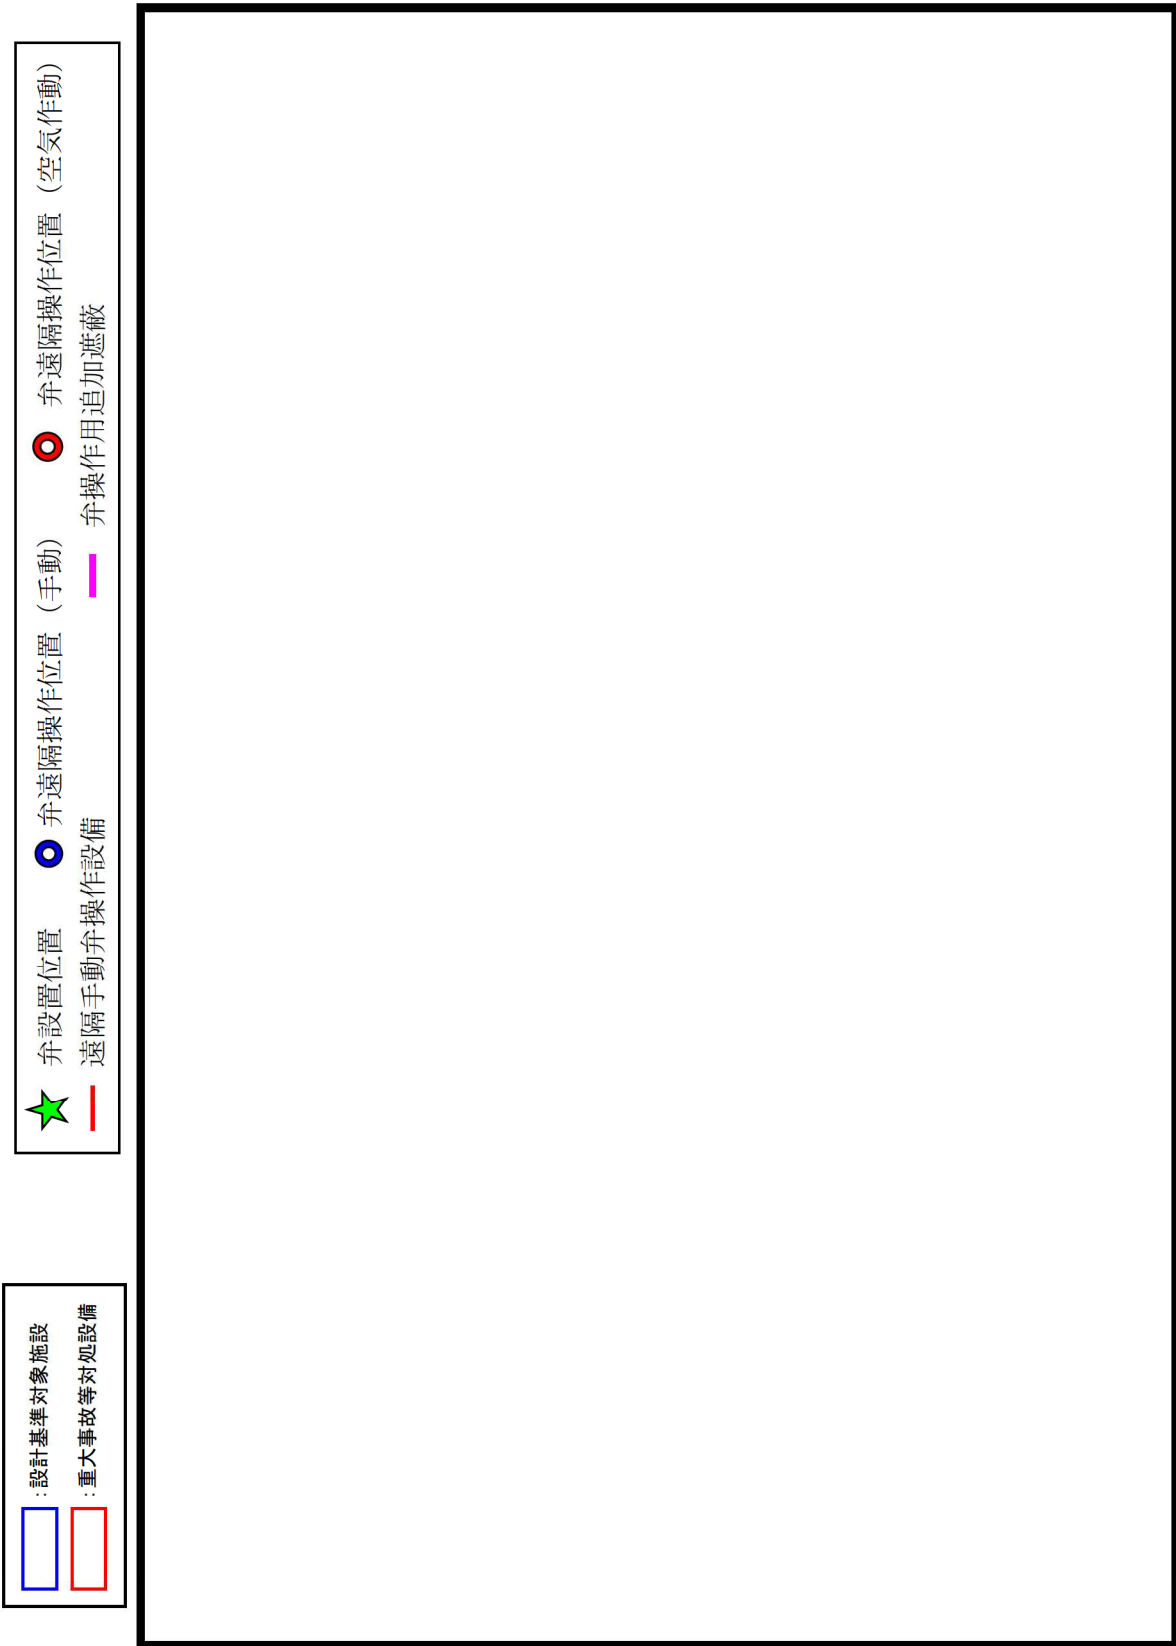 :設計基準対象施設
:重大事故等対処設備
弁設置位置 弁遠隔操作位置（手動） 弁遠隔操作位置（空気作動）
遠隔手動弁操作設備 弁操作用追加遮蔽